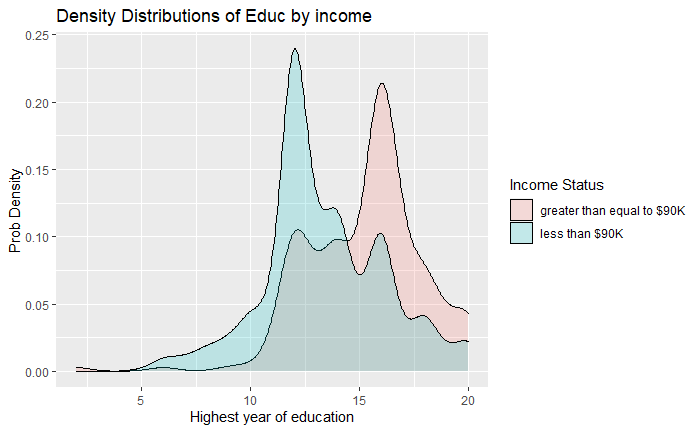 Density Distributions of Educ by income
0.25
0.20
0.15
0.10
0.05
0.00
Prob Density
5
10
15
20
Highest year of education
Income Status
greater than equal to $90K
less than $90K